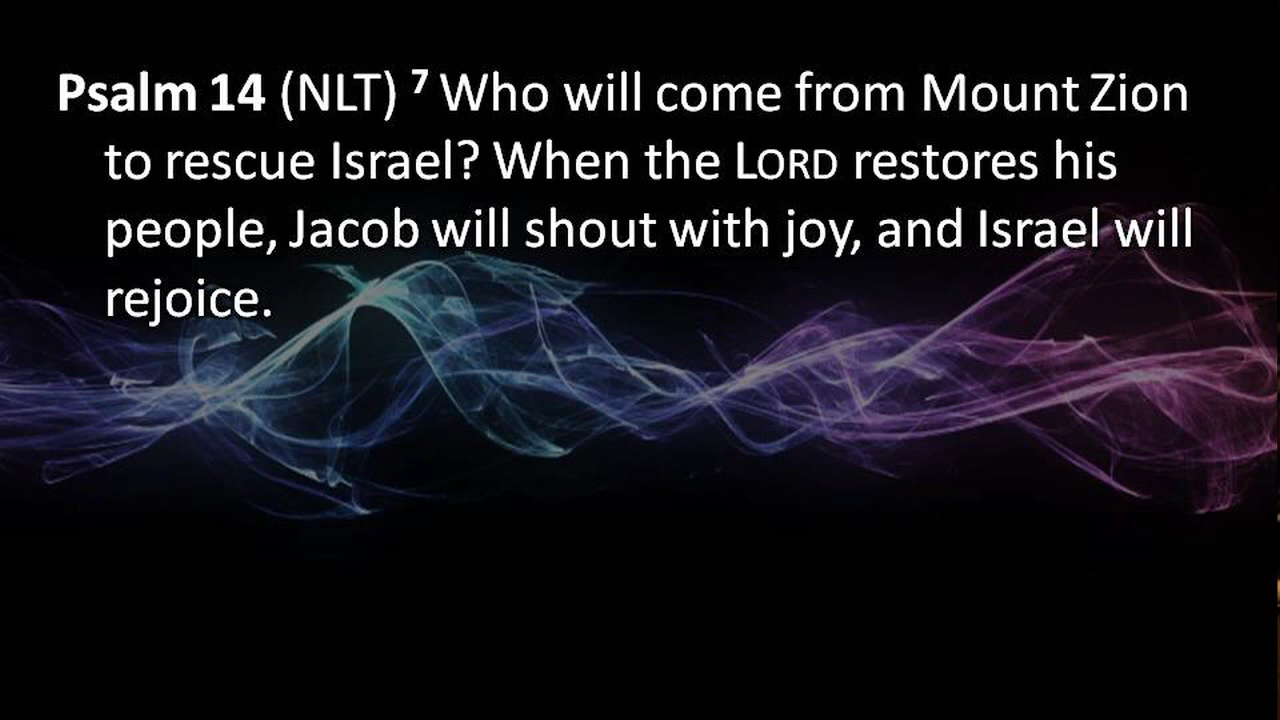 Psalm 14 (NLT) ⁷ Who will come from Mount Zion
to rescue Israel? When the LORD restores his
people, Jacob will shout with joy, and Israel will
rejoice.